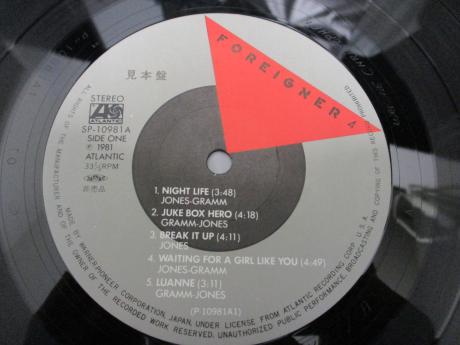 FOREIGNER 4
見本盤
STEREO
ATLANTIC
SP-10981A
SIDE ONE
℗ 1981
ATLANTIC
33⅓ RPM
非売品
1. NIGHT LIFE (3:48)
JONES-GRAMM
2. JUKE BOX HERO (4:18)
GRAMM-JONES
3. BREAK IT UP (4:11)
JONES
4. WAITING FOR A GIRL LIKE YOU (4:49)
JONES-GRAMM
5. LUANNE (3:11)
GRAMM-JONES
(P-10981A1)
MADE BY WARNER-PIONEER CORPORATION, JAPAN, UNDER LICENSE FROM ATLANTIC RECORDING CORP. U.S.A.
ALL RIGHTS OF THE MANUFACTURER AND OF THE OWNER OF THE RECORDED WORK RESERVED. UNAUTHORIZED PUBLIC PERFORMANCE, BROADCASTING AND COPYING OF THIS RECORD PROHIBITED